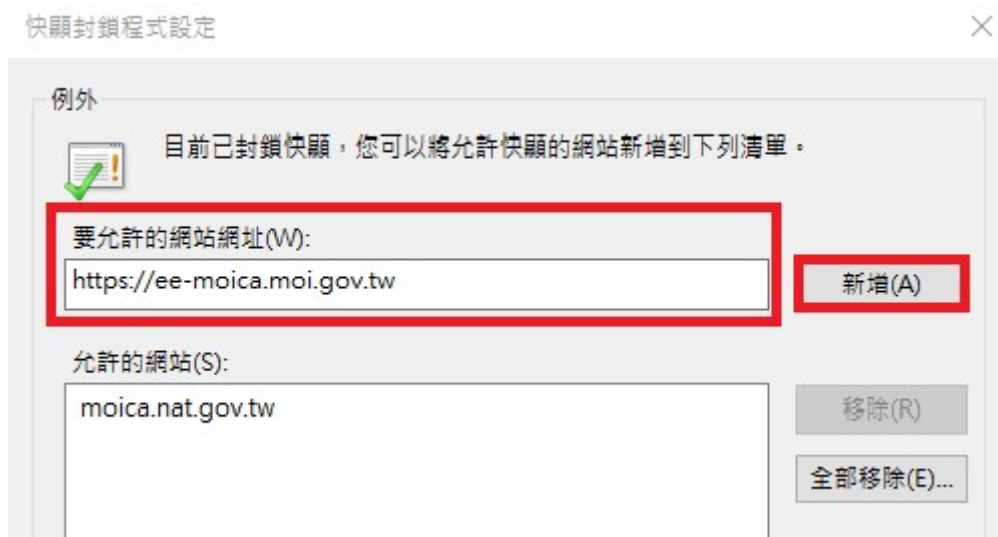 快顯封鎖程式設定
例外
目前已封鎖快顯，您可以將允許快顯的網站新增到下列清單。
要允許的網站網址(W):
https://ee-moica.moi.gov.tw
新增(A)
允許的網站(S):
moica.nat.gov.tw
移除(R)
全部移除(E)...